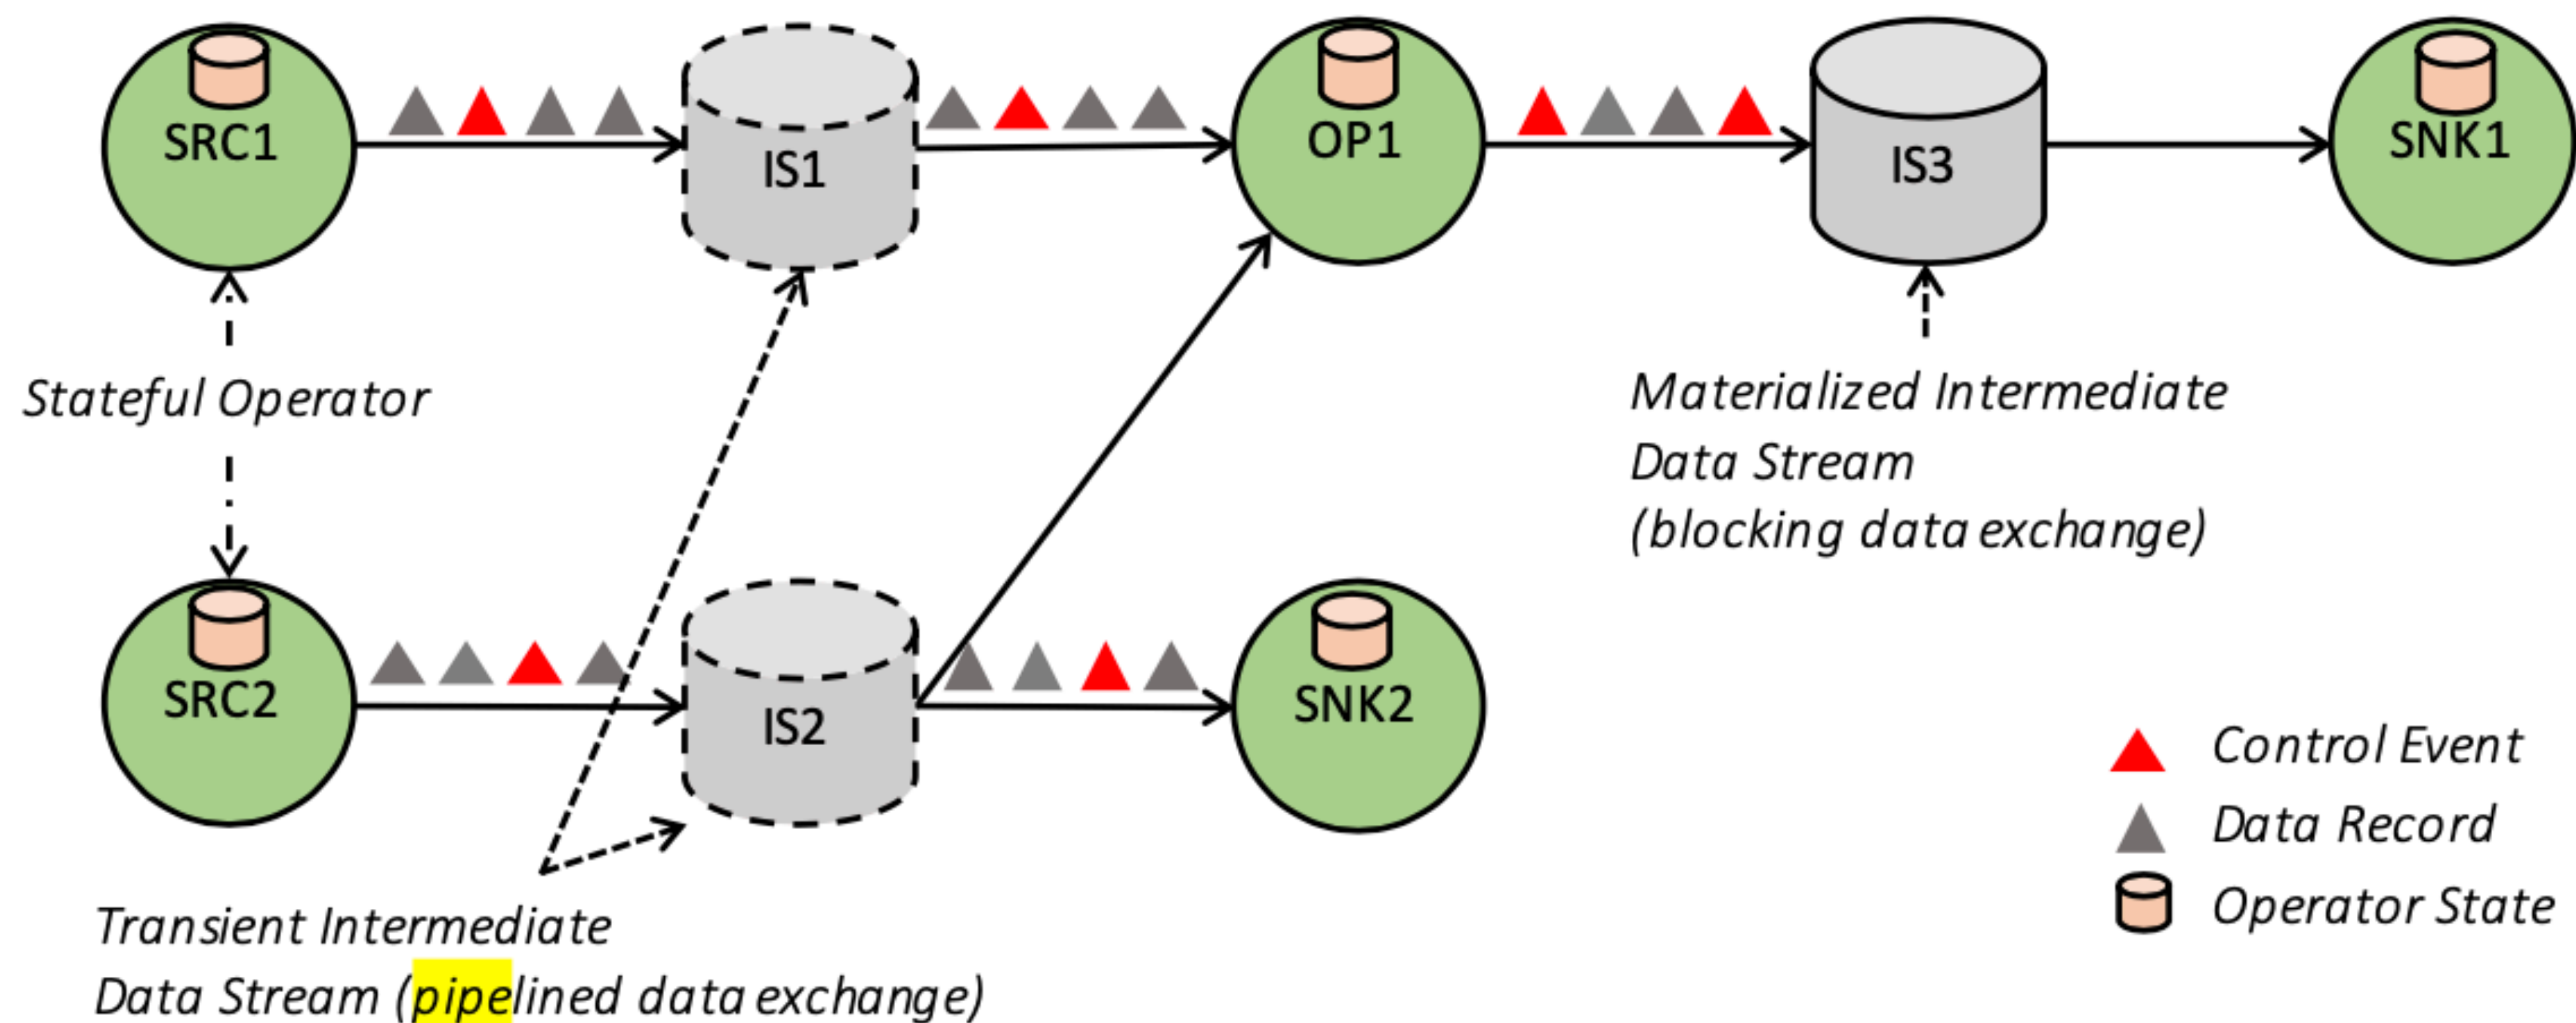 SRC1
IS1
OP1
IS3
SNK1
Stateful Operator
Materialized Intermediate
Data Stream
(blocking data exchange)
SRC2
IS2
SNK2
Control Event
Data Record
Operator State
Transient Intermediate
Data Stream (pipelined data exchange)